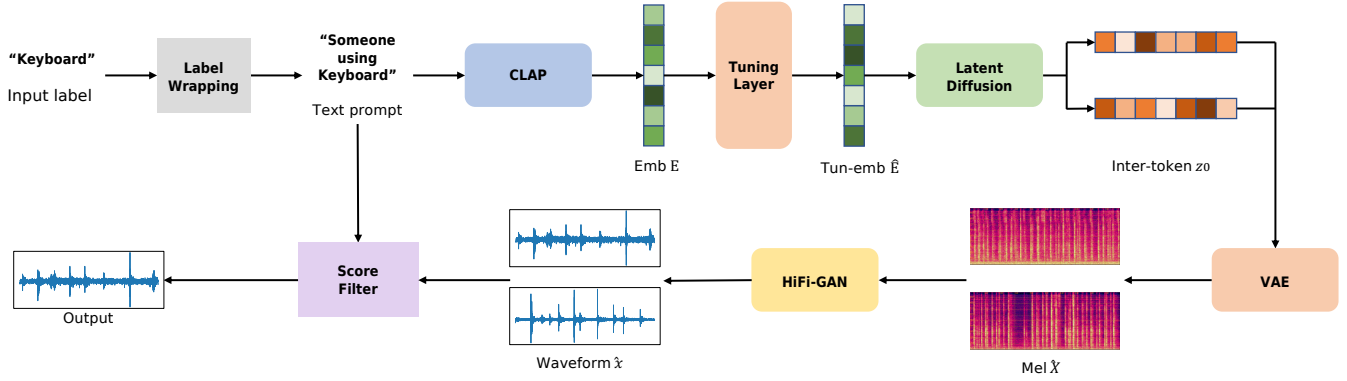 “Keyboard”
Input label
Label
Wrapping
“Someone
using
Keyboard”
Text prompt
CLAP
Emb E
Tuning
Layer
Tun-emb Ê
Latent
Diffusion
Inter-token z0
Output
Score
Filter
Waveform x̂
HiFi-GAN
Mel X̂
VAE